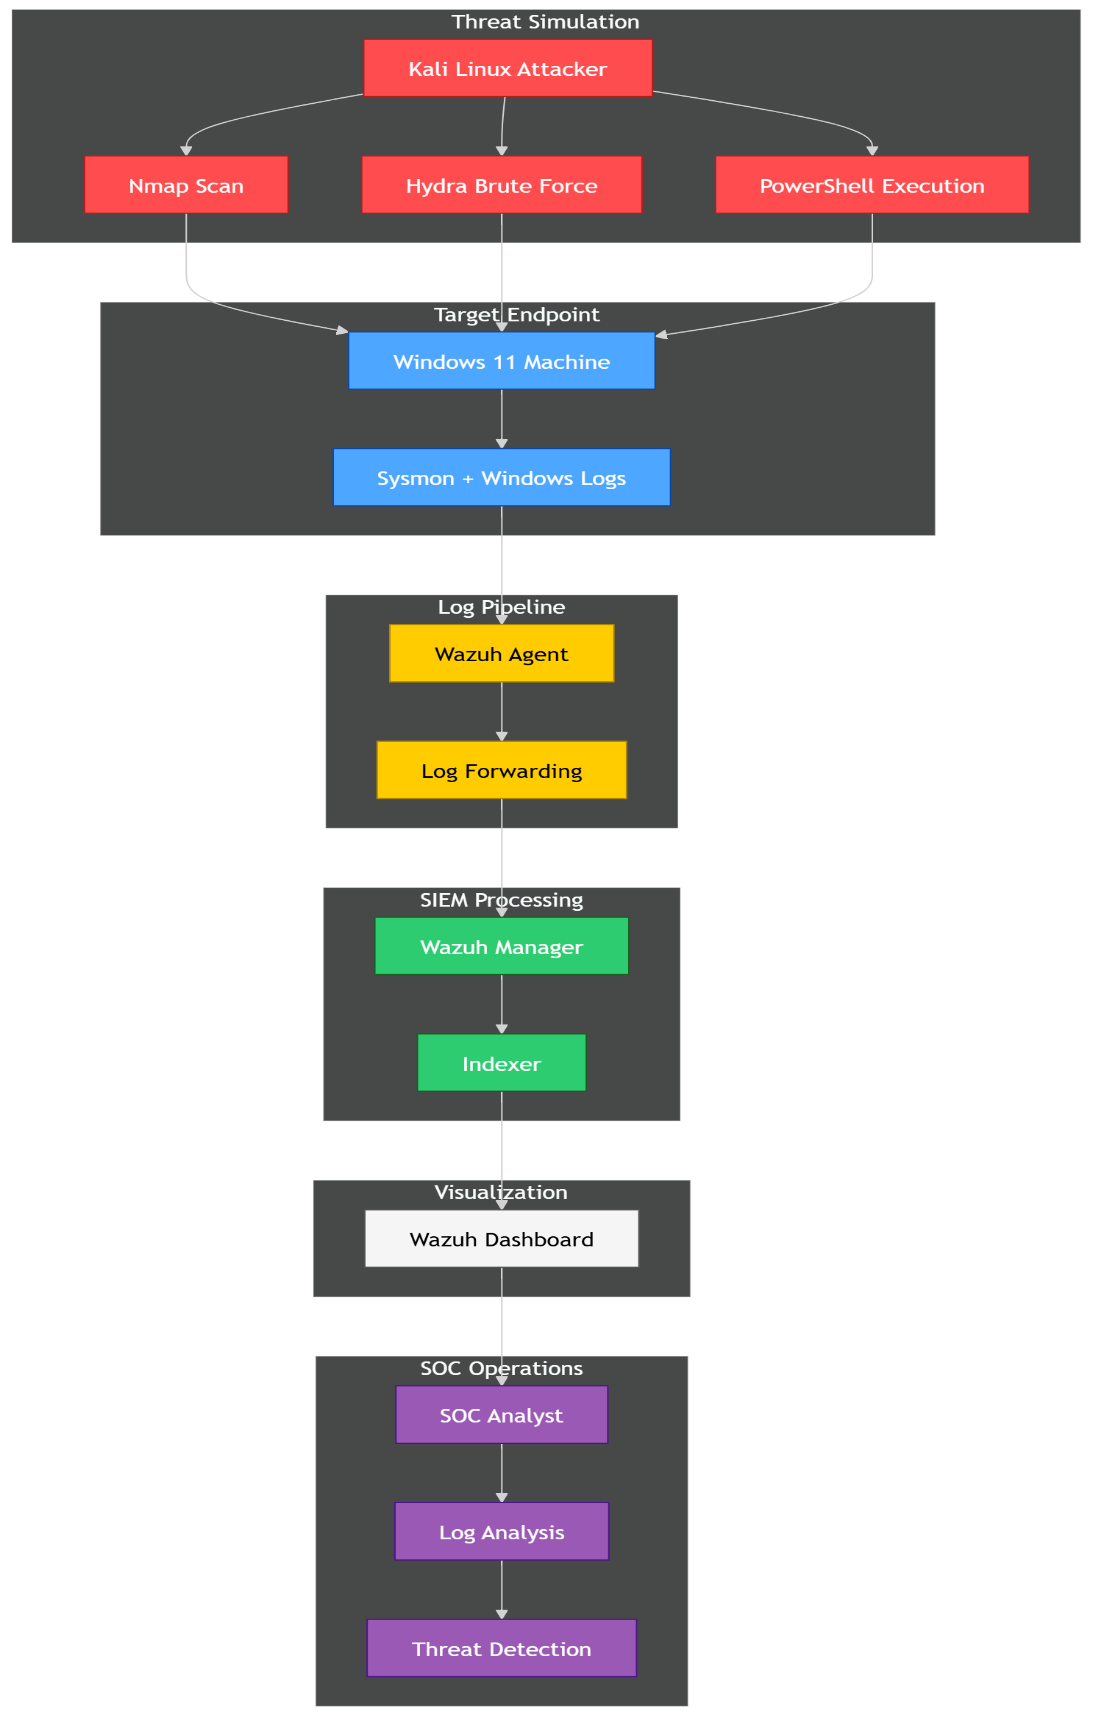 Threat Simulation
Kali Linux Attacker
Nmap Scan
Hydra Brute Force
PowerShell Execution
Target Endpoint
Windows 11 Machine
Sysmon + Windows Logs
Log Pipeline
Wazuh Agent
Log Forwarding
SIEM Processing
Wazuh Manager
Indexer
Visualization
Wazuh Dashboard
SOC Operations
SOC Analyst
Log Analysis
Threat Detection